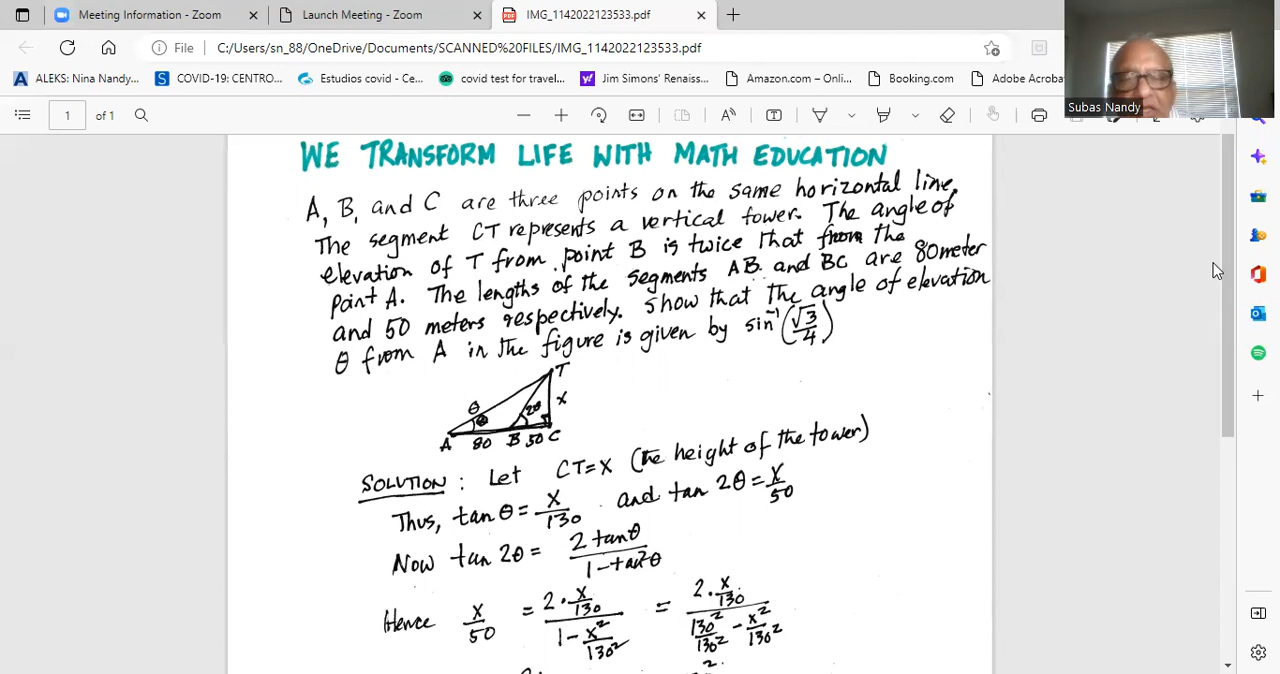 Meeting Information - Zoom
Launch Meeting - Zoom
IMG_1142022123533.pdf
File
C:/Users/sn_88/OneDrive/Documents/SCANNED%20FILES/IMG_1142022123533.pdf
ALEKS: Nina Nandy...
COVID-19: CENTRO...
Estudios covid - Ce...
covid test for travel...
Jim Simons' Renaiss...
Amazon.com – Onli...
Booking.com
Adobe Acroba
Subas Nandy
1 of 1
WE TRANSFORM LIFE WITH MATH EDUCATION
A, B, and C are three points on the same horizontal line.
The segment CT represents a vertical tower. The angle of
elevation of T from point B is twice that from the
point A. The lengths of the segments AB and BC are 80 meter
and 50 meters respectively. Show that the angle of elevation
θ from A in the figure is given by sin⁻¹(√3/4)
T
θ
θ 2θ x
A 80 B 50 C
SOLUTION: Let CT=X (the height of the tower)
Thus, tan θ = x/130 and tan 2θ = x/50
Now tan 2θ = 2 tanθ/1-tan²θ
Hence x/50 = 2·x/130/1-x²/130² = 2·x/130/130²/130² - x²/130²